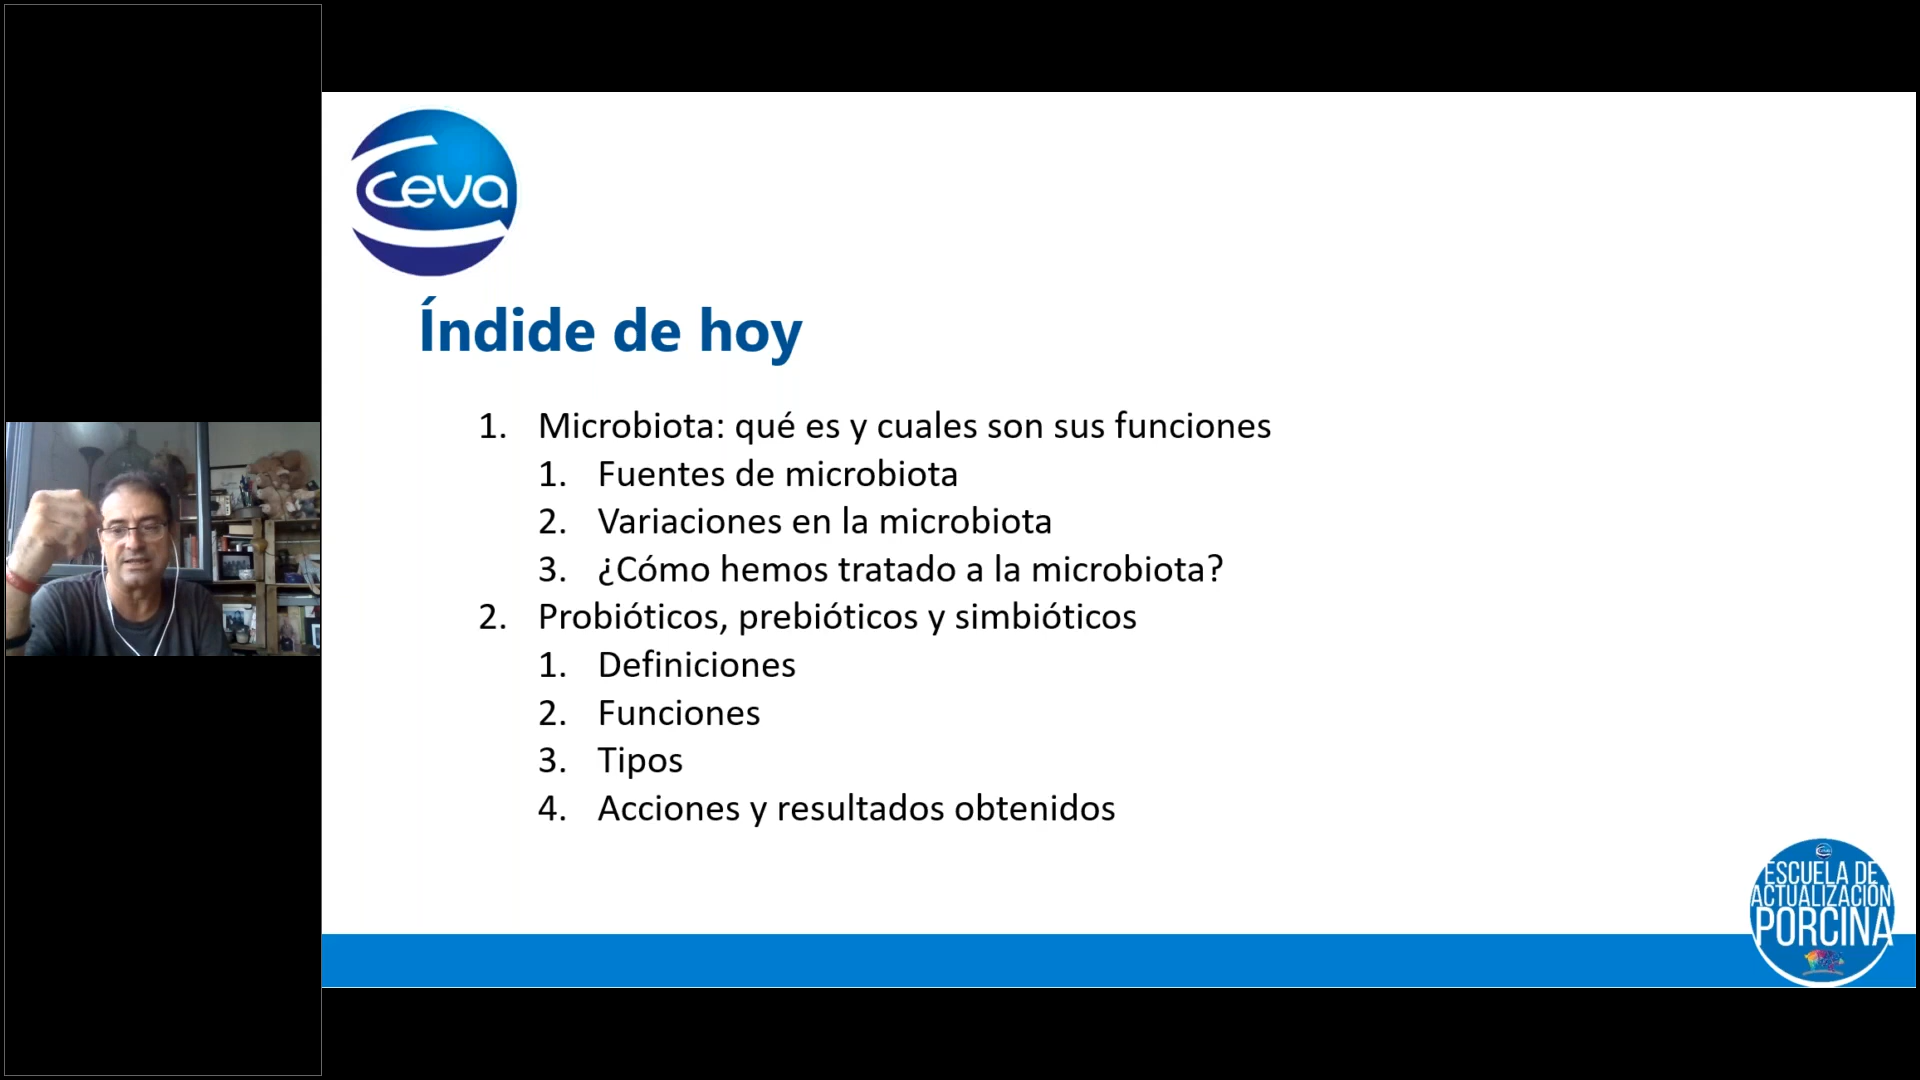 Ceva
Índide de hoy
1. Microbiota: qué es y cuales son sus funciones
1. Fuentes de microbiota
2. Variaciones en la microbiota
3. ¿Cómo hemos tratado a la microbiota?
2. Probióticos, prebióticos y simbióticos
1. Definiciones
2. Funciones
3. Tipos
4. Acciones y resultados obtenidos
ESCUELA DE
ACTUALIZACIÓN
PORCINA